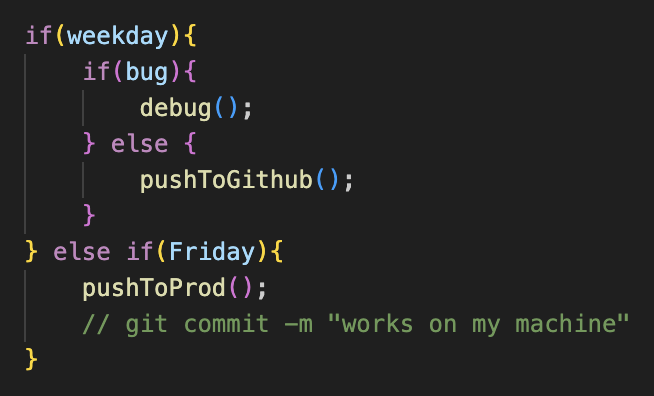 if(weekday){
    if(bug){
        debug();
    } else {
        pushToGithub();
    }
} else if(Friday){
    pushToProd();
    // git commit -m "works on my machine"
}